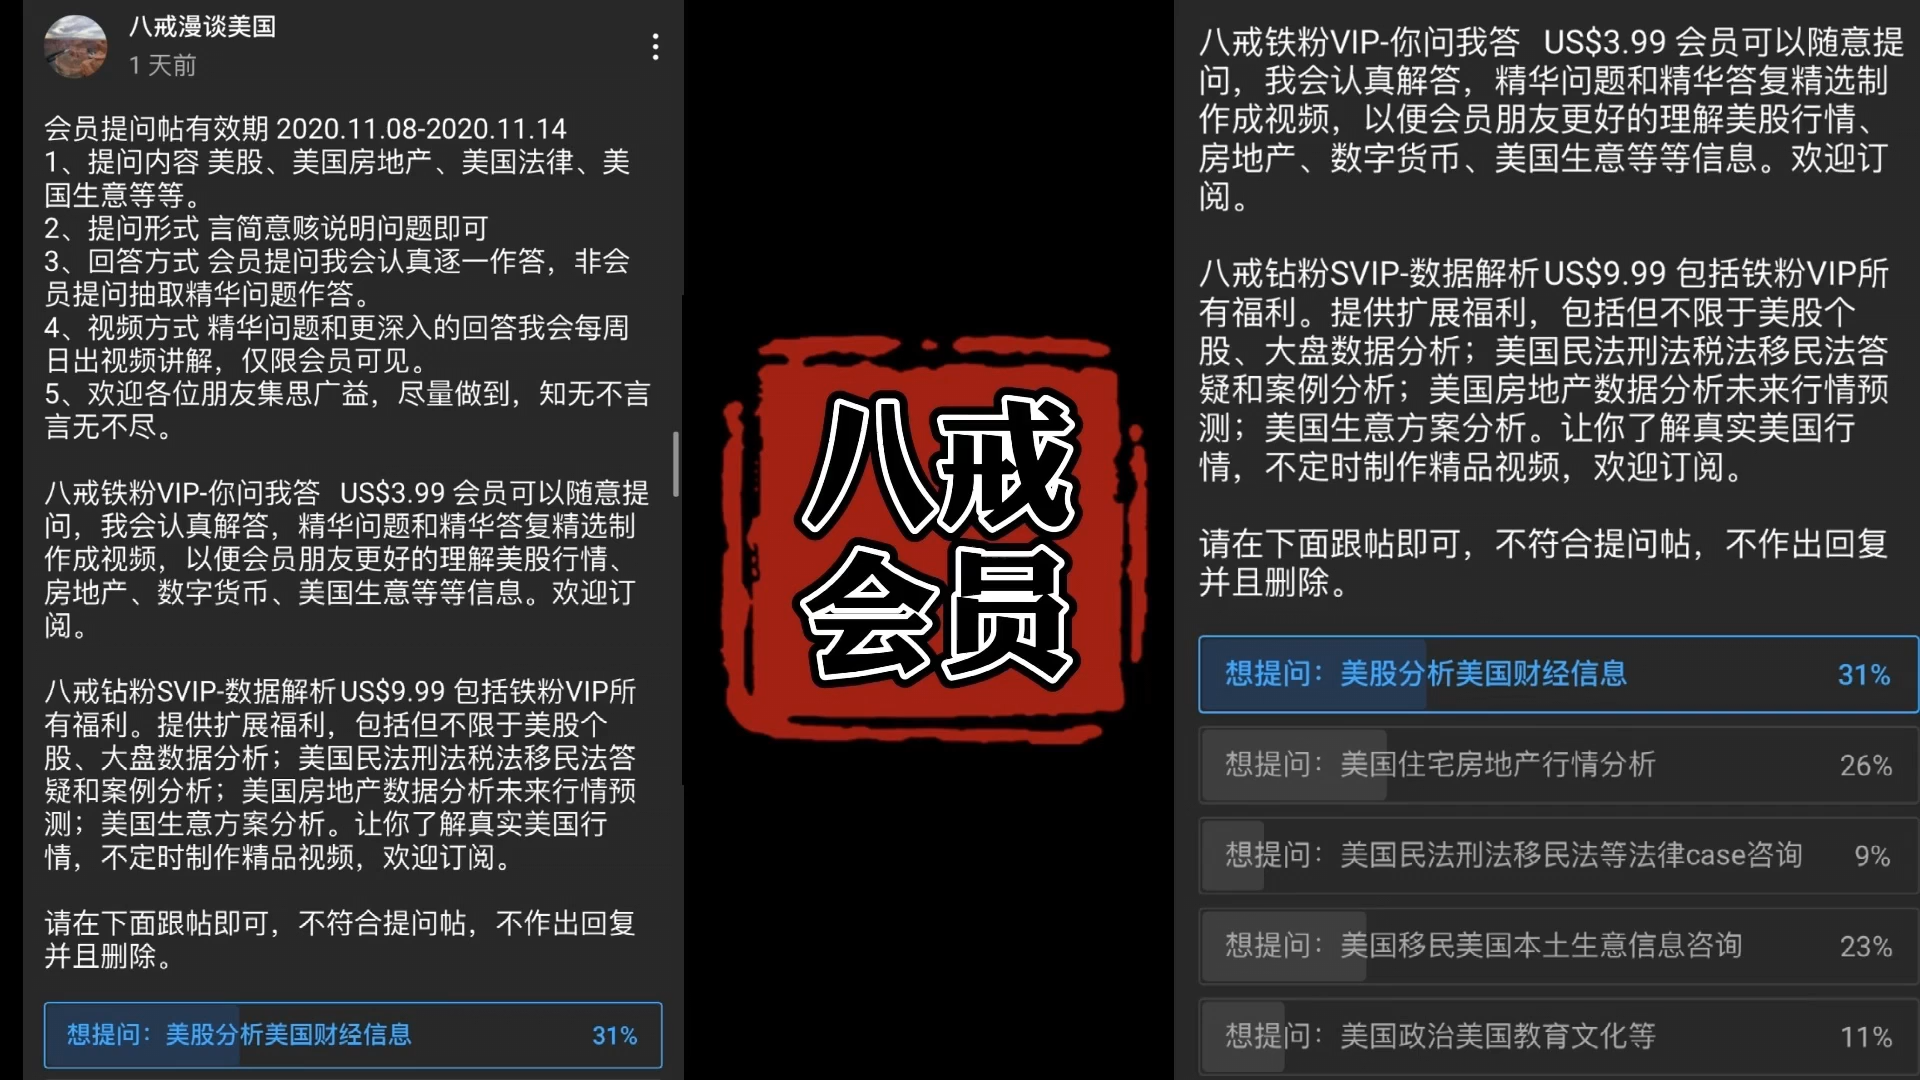 八戒漫谈美国
1 天前
会员提问帖有效期 2020.11.08-2020.11.14
1、提问内容 美股、美国房地产、美国法律、美
国生意等等。
2、提问形式 言简意赅说明问题即可
3、回答方式 会员提问我会认真逐一作答，非会
员提问抽取精华问题作答。
4、视频方式 精华问题和更深入的回答我会每周
日出视频讲解，仅限会员可见。
5、欢迎各位朋友集思广益，尽量做到，知无不言
言无不尽。
八戒铁粉VIP-你问我答 US$3.99 会员可以随意提
问，我会认真解答，精华问题和精华答复精选制
作成视频，以便会员朋友更好的理解美股行情、
房地产、数字货币、美国生意等等信息。欢迎订
阅。
八戒钻粉SVIP-数据解析US$9.99 包括铁粉VIP所
有福利。提供扩展福利，包括但不限于美股个
股、大盘数据分析；美国民法刑法税法移民法答
疑和案例分析；美国房地产数据分析未来行情预
测；美国生意方案分析。让你了解真实美国行
情，不定时制作精品视频，欢迎订阅。
请在下面跟帖即可，不符合提问帖，不作出回复
并且删除。
想提问：美股分析美国财经信息 31%
八戒
会员
八戒铁粉VIP-你问我答 US$3.99 会员可以随意提
问，我会认真解答，精华问题和精华答复精选制
作成视频，以便会员朋友更好的理解美股行情、
房地产、数字货币、美国生意等等信息。欢迎订
阅。
八戒钻粉SVIP-数据解析US$9.99 包括铁粉VIP所
有福利。提供扩展福利，包括但不限于美股个
股、大盘数据分析；美国民法刑法税法移民法答
疑和案例分析；美国房地产数据分析未来行情预
测；美国生意方案分析。让你了解真实美国行
情，不定时制作精品视频，欢迎订阅。
请在下面跟帖即可，不符合提问帖，不作出回复
并且删除。
想提问：美股分析美国财经信息 31%
想提问：美国住宅房地产行情分析 26%
想提问：美国民法刑法移民法等法律case咨询 9%
想提问：美国移民美国本土生意信息咨询 23%
想提问：美国政治美国教育文化等 11%